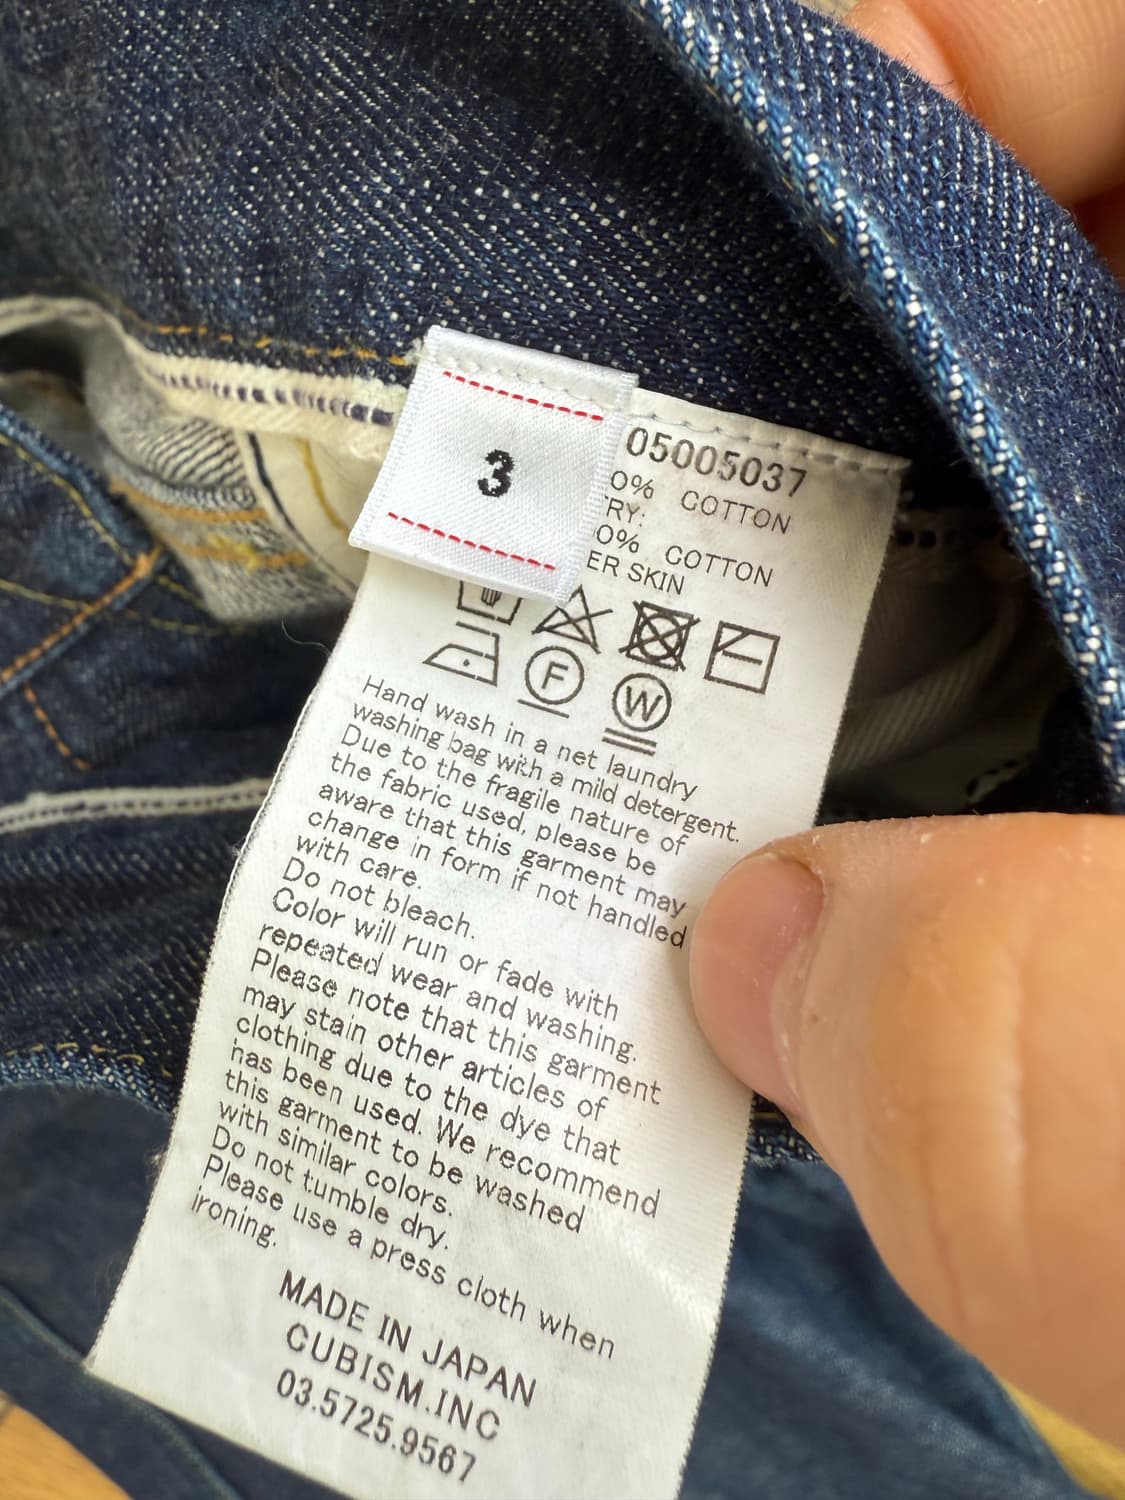 3
05005037
0% COTTON
RY:
0% COTTON
ER SKIN
F
W
Hand wash in a net laundry
washing bag with a mild detergent.
Due to the fragile nature of
the fabric used, please be
aware that this garment may
change in form if not handled
with care.
Do not bleach.
Color will run or fade with
repeated wear and washing.
Please note that this garment
may stain other articles of
clothing due to the dye that
has been used. We recommend
this garment to be washed
with similar colors.
Do not tumble dry.
Please use a press cloth when
ironing.
MADE IN JAPAN
CUBISM.INC
03.5725.9567